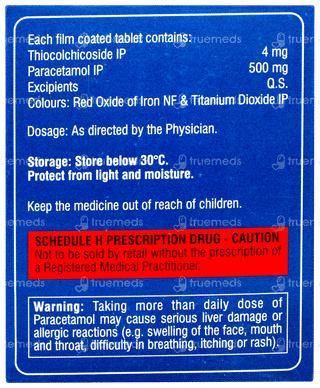 Each film coated tablet contains:
Thiocolchicoside IP 4 mg
Paracetamol IP 500 mg
Excipients Q.S.
Colours: Red Oxide of Iron NF & Titanium Dioxide IP
Dosage: As directed by the Physician.
Storage: Store below 30°C.
Protect from light and moisture.
Keep the medicine out of reach of children.
SCHEDULE H PRESCRIPTION DRUG - CAUTION
Not to be sold by retail without the prescription of
a Registered Medical Practitioner.
Warning: Taking more than daily dose of
Paracetamol may cause serious liver damage or
allergic reactions (e.g. swelling of the face, mouth
and throat, difficulty in breathing, itching or rash).
truemeds